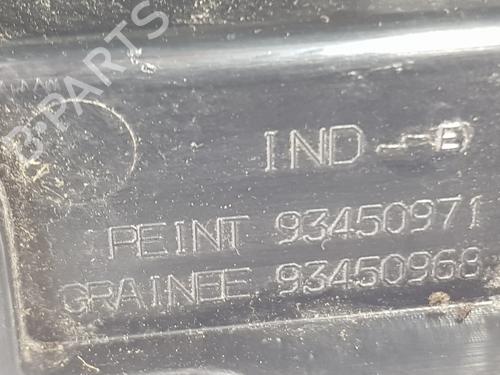 B-PARTS
IND - B
PEINT 93450971
GRAINEE 93450968